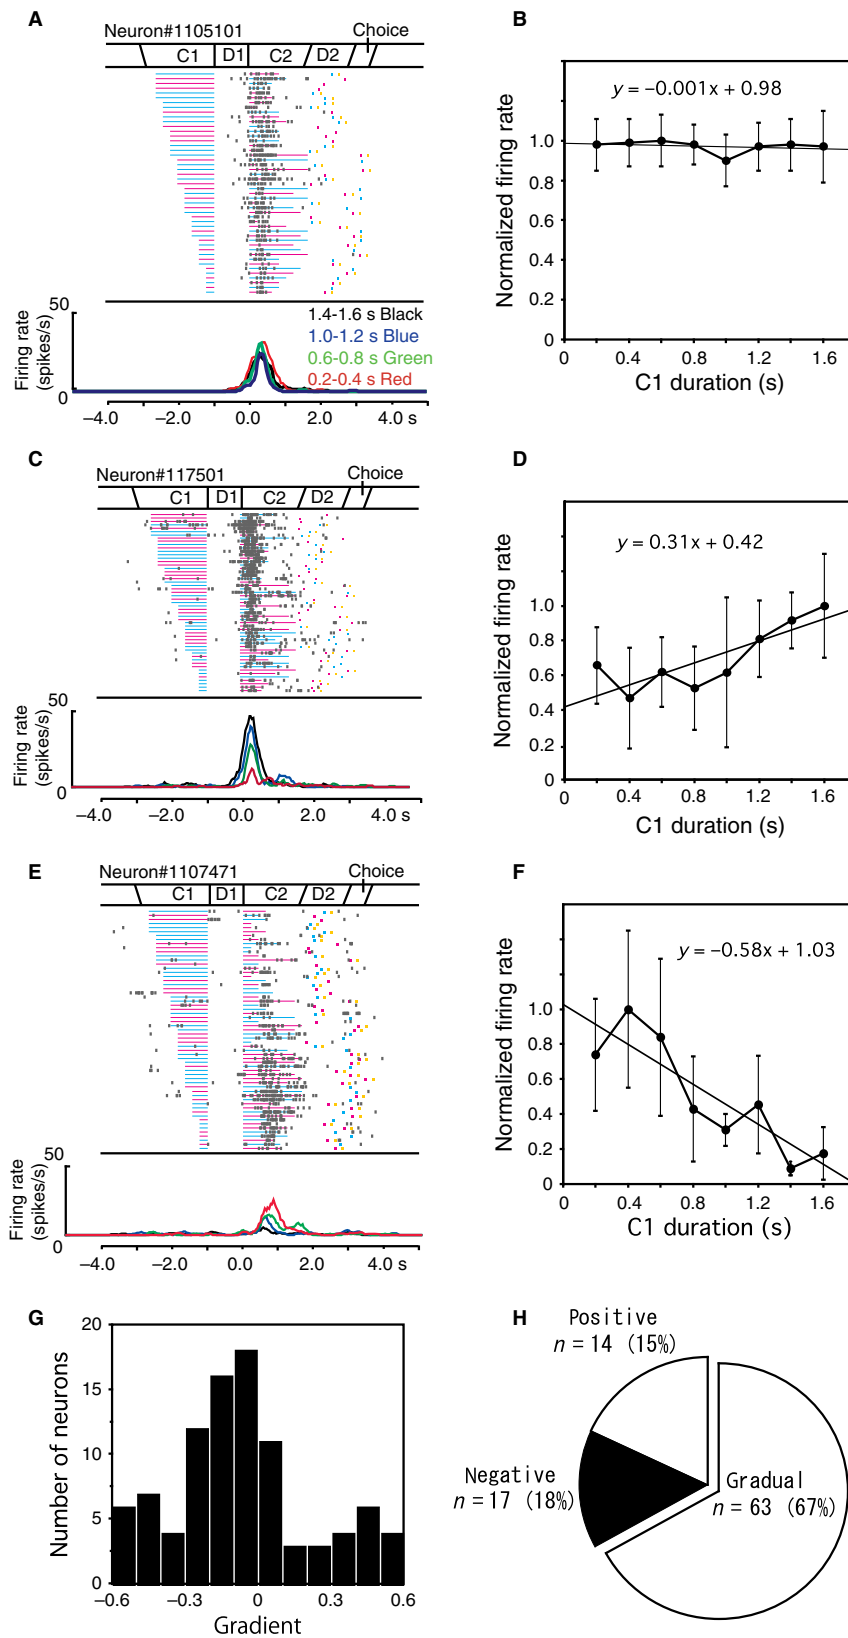 A
Neuron#1105101
Choice
C1 D1 C2 D2
50
Firing rate
(spikes/s)
0
1.4-1.6 s Black
1.0-1.2 s Blue
0.6-0.8 s Green
0.2-0.4 s Red
−4.0 −2.0 0.0 2.0 4.0 s
B
y = −0.001x + 0.98
Normalized firing rate
1.0
0.8
0.6
0.4
0.2
0
0 0.4 0.8 1.2 1.6
C1 duration (s)
C
Neuron#117501
Choice
C1 D1 C2 D2
50
Firing rate
(spikes/s)
0
−4.0 −2.0 0.0 2.0 4.0 s
D
y = 0.31x + 0.42
Normalized firing rate
1.0
0.8
0.6
0.4
0.2
0
0 0.4 0.8 1.2 1.6
C1 duration (s)
E
Neuron#1107471
Choice
C1 D1 C2 D2
50
Firing rate
(spikes/s)
0
−4.0 −2.0 0.0 2.0 4.0 s
F
y = −0.58x + 1.03
Normalized firing rate
1.0
0.8
0.6
0.4
0.2
0
0 0.4 0.8 1.2 1.6
C1 duration (s)
G
Number of neurons
20
15
10
5
0
−0.6 −0.3 0 0.3 0.6
Gradient
H
Positive
n = 14 (15%)
Negative
n = 17 (18%)
Gradual
n = 63 (67%)